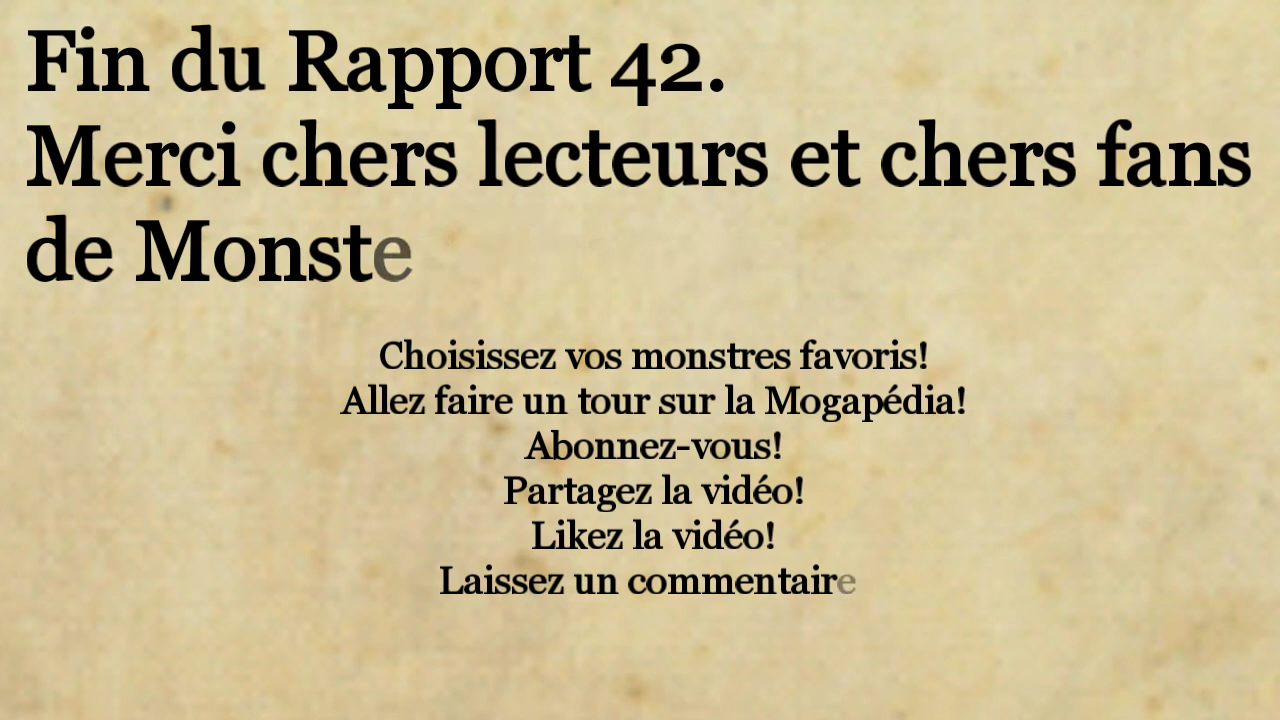 Fin du Rapport 42.
Merci chers lecteurs et chers fans
de Monste
Choisissez vos monstres favoris!
Allez faire un tour sur la Mogapédia!
Abonnez-vous!
Partagez la vidéo!
Likez la vidéo!
Laissez un commentaire